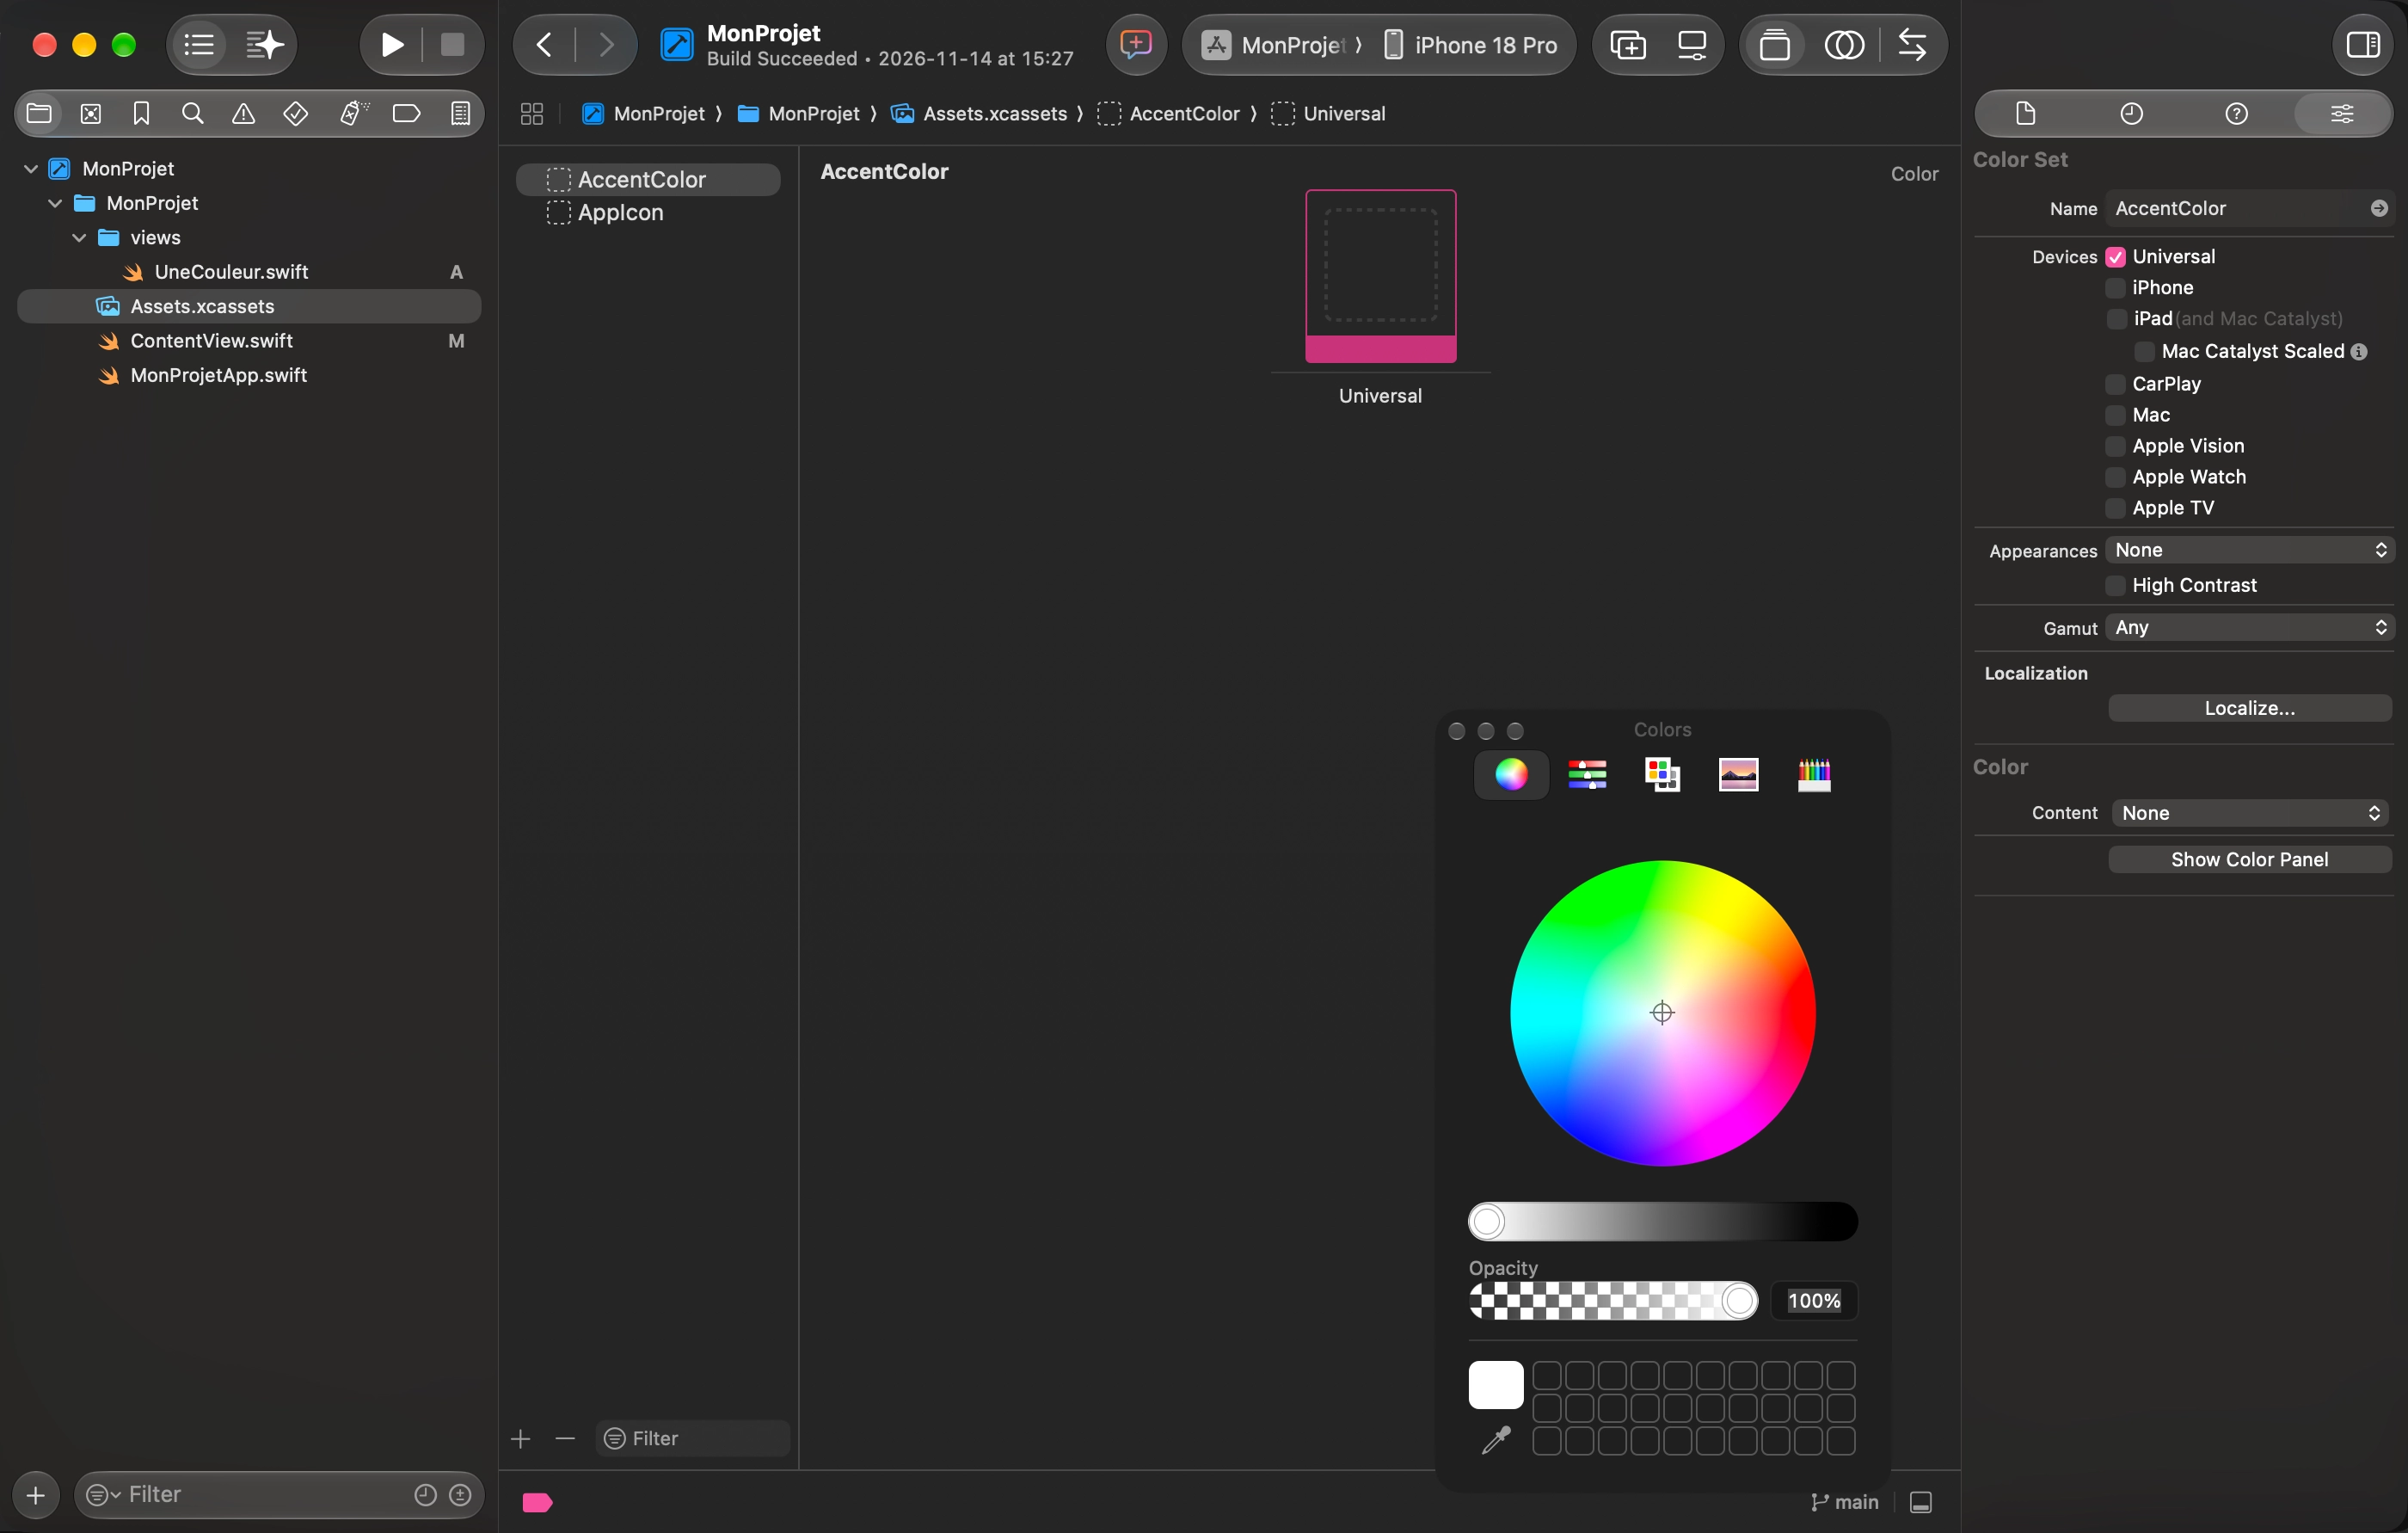 MonProjet
Build Succeeded • 2026-11-14 at 15:27
MonProjet
iPhone 18 Pro
MonProjet
MonProjet
Assets.xcassets
AccentColor
Universal
MonProjet
MonProjet
views
UneCouleur.swift A
Assets.xcassets
ContentView.swift M
MonProjetApp.swift
Filter
AccentColor
AppIcon
Filter
AccentColor
Color
Universal
Colors
Opacity
100%
main
Color Set
Name AccentColor
Devices Universal
iPhone
iPad (and Mac Catalyst)
Mac Catalyst Scaled
CarPlay
Mac
Apple Vision
Apple Watch
Apple TV
Appearances None
High Contrast
Gamut Any
Localization
Localize...
Color
Content None
Show Color Panel